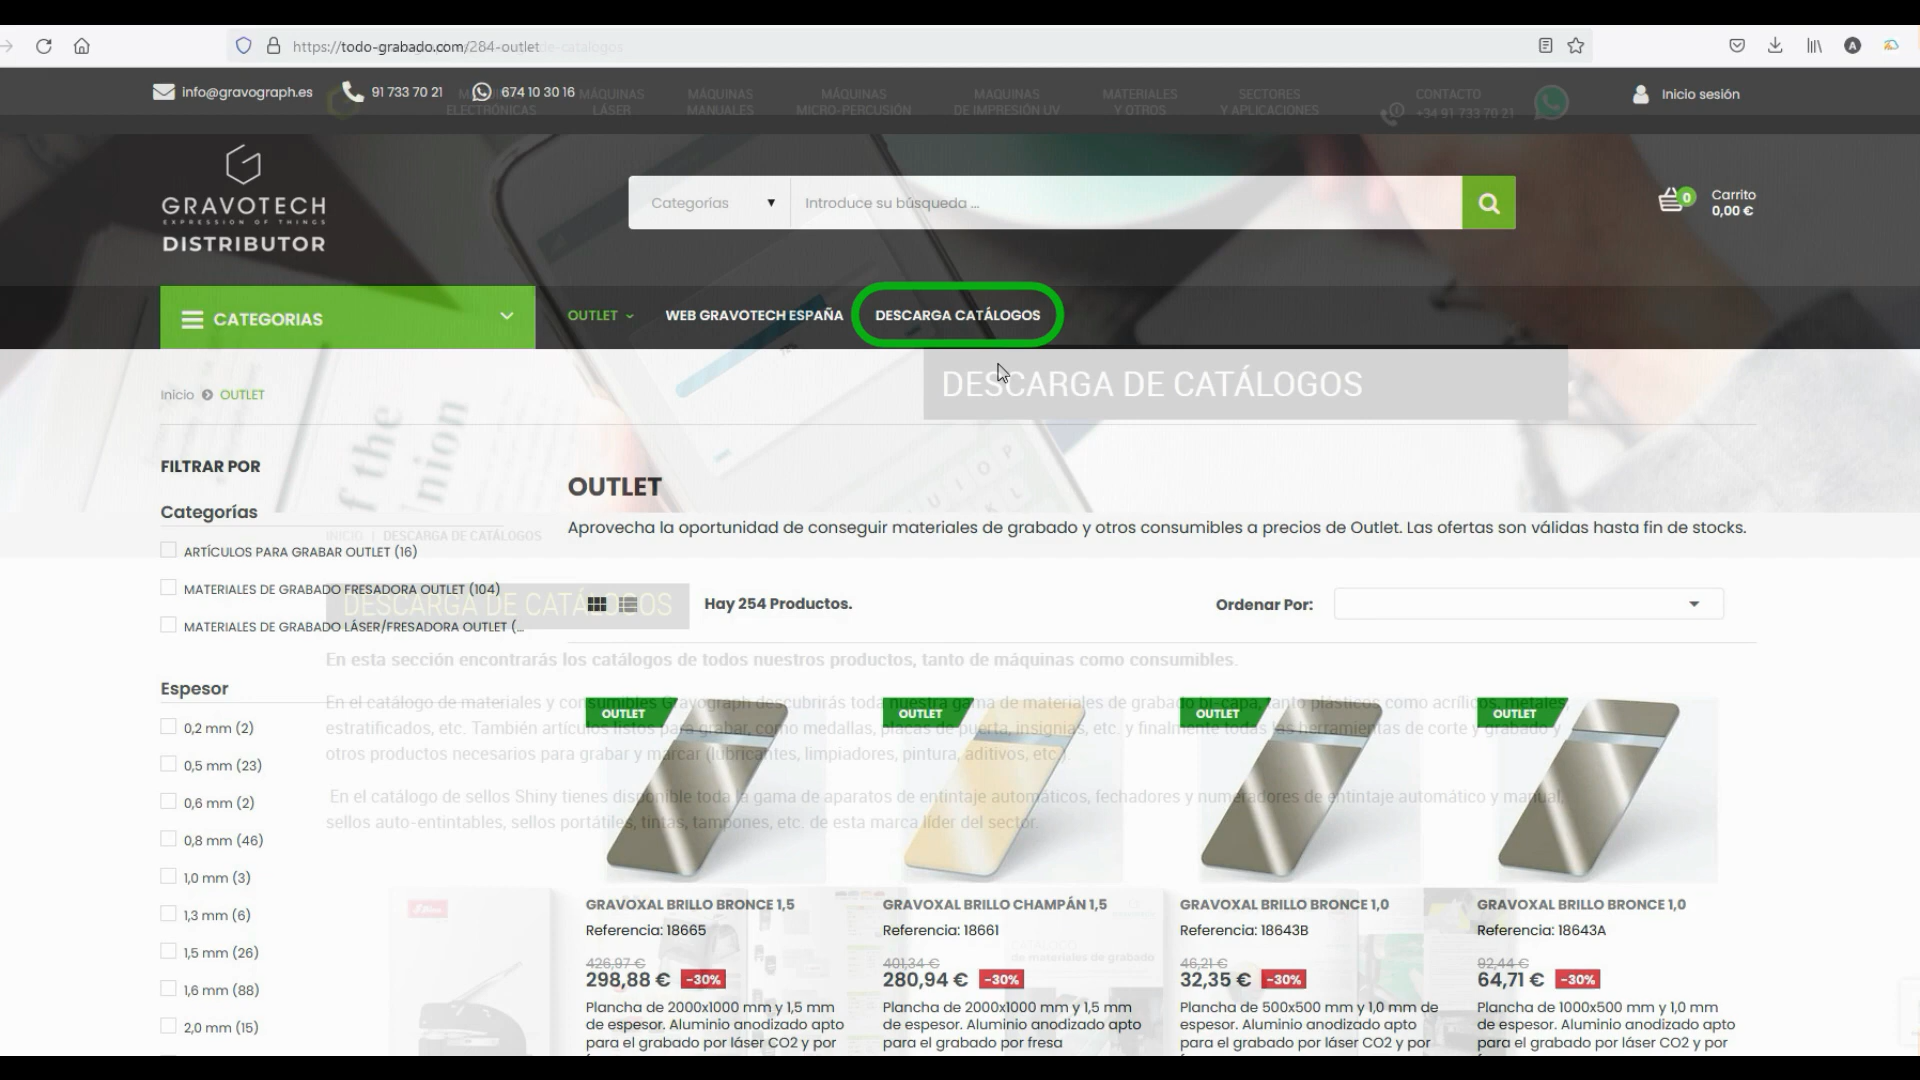 https://todo-grabado.com/284-outlet
info@gravograph.es
91 733 70 21
674 10 30 16
MÁQUINAS
LÁSER
MÁQUINAS
MANUALES
MÁQUINAS
MICRO-PERCUSIÓN
MÁQUINAS
DE IMPRESIÓN UV
MATERIALES
Y OTROS
SECTORES
Y APLICACIONES
CONTACTO
+34 91 733 70 21
Inicio sesión
ELECTRÓNICAS
GRAVOTECH
EXPRESSION OF THINGS
DISTRIBUTOR
Categorías
Introduce su búsqueda ...
0
Carrito
0,00 €
CATEGORIAS
OUTLET
WEB GRAVOTECH ESPAÑA
DESCARGA CATÁLOGOS
DESCARGA DE CATÁLOGOS
Inicio
OUTLET
FILTRAR POR
Categorías
ARTÍCULOS PARA GRABAR OUTLET (16)
MATERIALES DE GRABADO FRESADORA OUTLET (104)
MATERIALES DE GRABADO LÁSER/FRESADORA OUTLET (...
Espesor
0,2 mm (2)
0,5 mm (23)
0,6 mm (2)
0,8 mm (46)
1,0 mm (3)
1,3 mm (6)
1,5 mm (26)
1,6 mm (88)
2,0 mm (15)
OUTLET
Aprovecha la oportunidad de conseguir materiales de grabado y otros consumibles a precios de Outlet. Las ofertas son válidas hasta fin de stocks.
INICIO | DESCARGA DE CATÁLOGOS
DESCARGA DE CATÁLOGOS
Hay 254 Productos.
Ordenar Por:
En esta sección encontrarás los catálogos de todos nuestros productos, tanto de máquinas como consumibles.
En el catálogo de materiales y consumibles Gravograph descubrirás toda nuestra gama de materiales de grabado bi-capa, tanto plásticos como acrílicos, metales,
estratificados, etc. También artículos listos para grabar, como medallas, placas de puerta, insignias, etc. y finalmente todas las herramientas de corte y grabado y
otros productos necesarios para grabar y marcar (lubricantes, limpiadores, pintura, aditivos, etc.).
En el catálogo de sellos Shiny tienes disponible toda la gama de aparatos de entintaje automáticos, fechadores y numeradores de entintaje automático y manual,
sellos auto-entintables, sellos portátiles, tintas, tampones, etc. de esta marca líder del sector.
OUTLET
GRAVOXAL BRILLO BRONCE 1,5
Referencia: 18665
426,97 €
298,88 € -30%
Plancha de 2000x1000 mm y 1,5 mm
de espesor. Aluminio anodizado apto
para el grabado por láser CO2 y por
OUTLET
GRAVOXAL BRILLO CHAMPÁN 1,5
Referencia: 18661
401,34 €
280,94 € -30%
Plancha de 2000x1000 mm y 1,5 mm
de espesor. Aluminio anodizado apto
para el grabado por fresa
OUTLET
GRAVOXAL BRILLO BRONCE 1,0
Referencia: 18643B
46,21 €
32,35 € -30%
Plancha de 500x500 mm y 1,0 mm de
espesor. Aluminio anodizado apto
para el grabado por láser CO2 y por
OUTLET
GRAVOXAL BRILLO BRONCE 1,0
Referencia: 18643A
92,44 €
64,71 € -30%
Plancha de 1000x500 mm y 1,0 mm
de espesor. Aluminio anodizado apto
para el grabado por láser CO2 y por
CATÁLOGO
de materiales de grabado